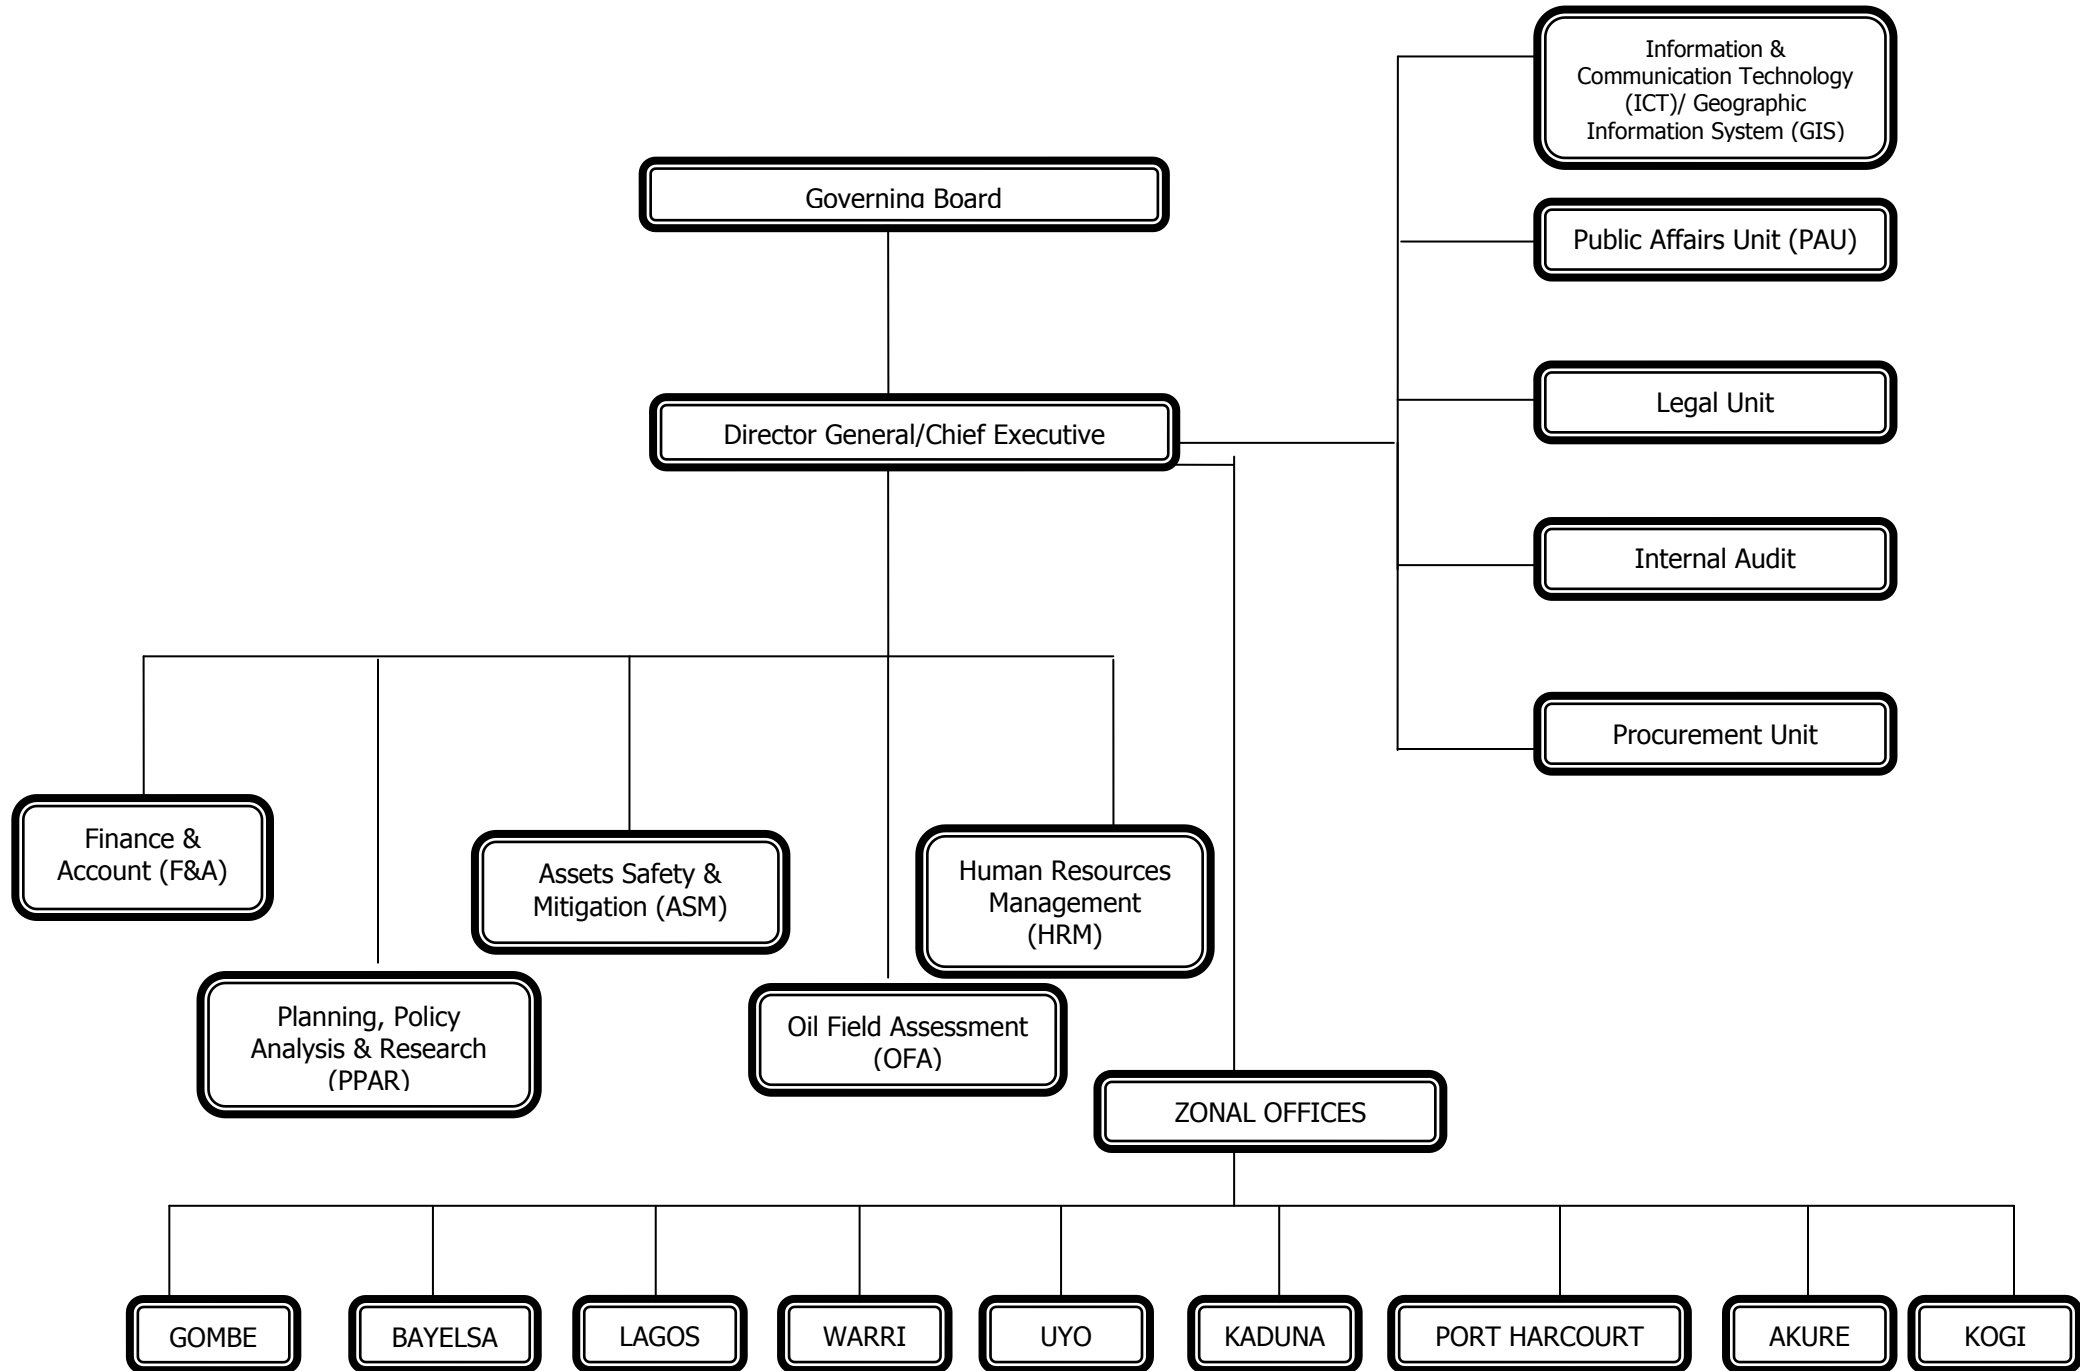 Information &
Communication Technology
(ICT)/ Geographic
Information System (GIS)
Governing Board
Public Affairs Unit (PAU)
Legal Unit
Director General/Chief Executive
Internal Audit
Procurement Unit
Finance &
Account (F&A)
Assets Safety &
Mitigation (ASM)
Human Resources
Management
(HRM)
Planning, Policy
Analysis & Research
(PPAR)
Oil Field Assessment
(OFA)
ZONAL OFFICES
GOMBE
BAYELSA
LAGOS
WARRI
UYO
KADUNA
PORT HARCOURT
AKURE
KOGI